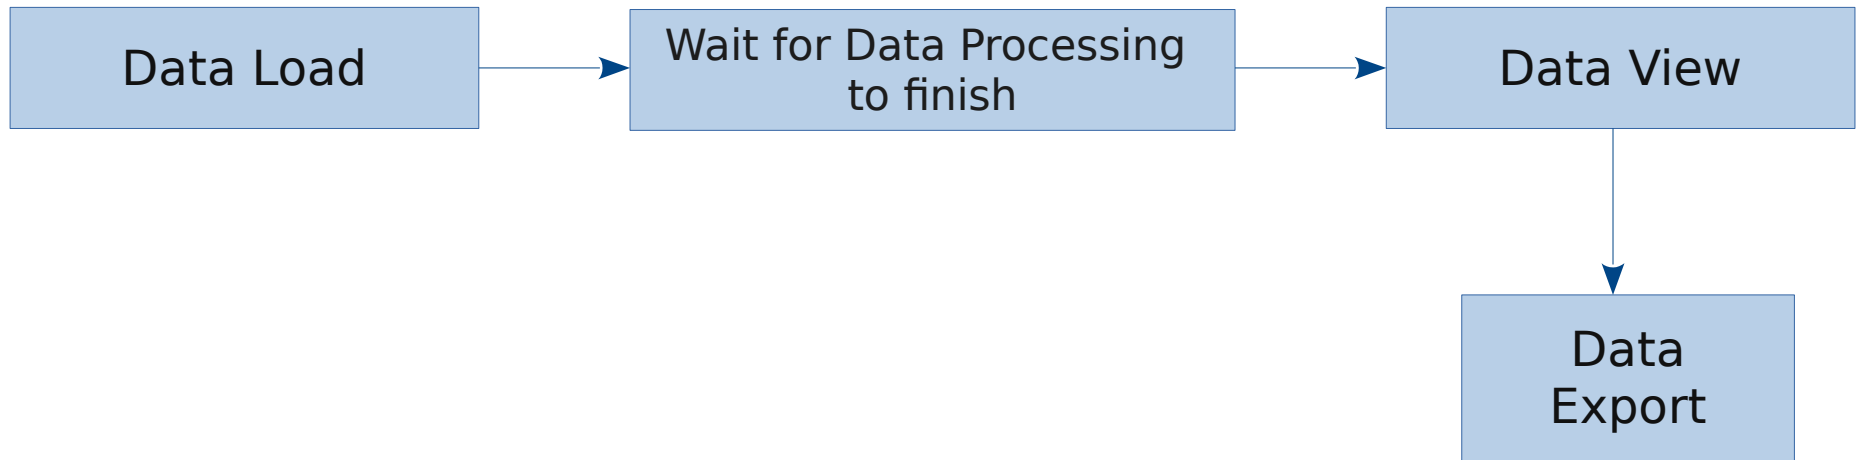 Data Load
Wait for Data Processing
to finish
Data View
Data
Export